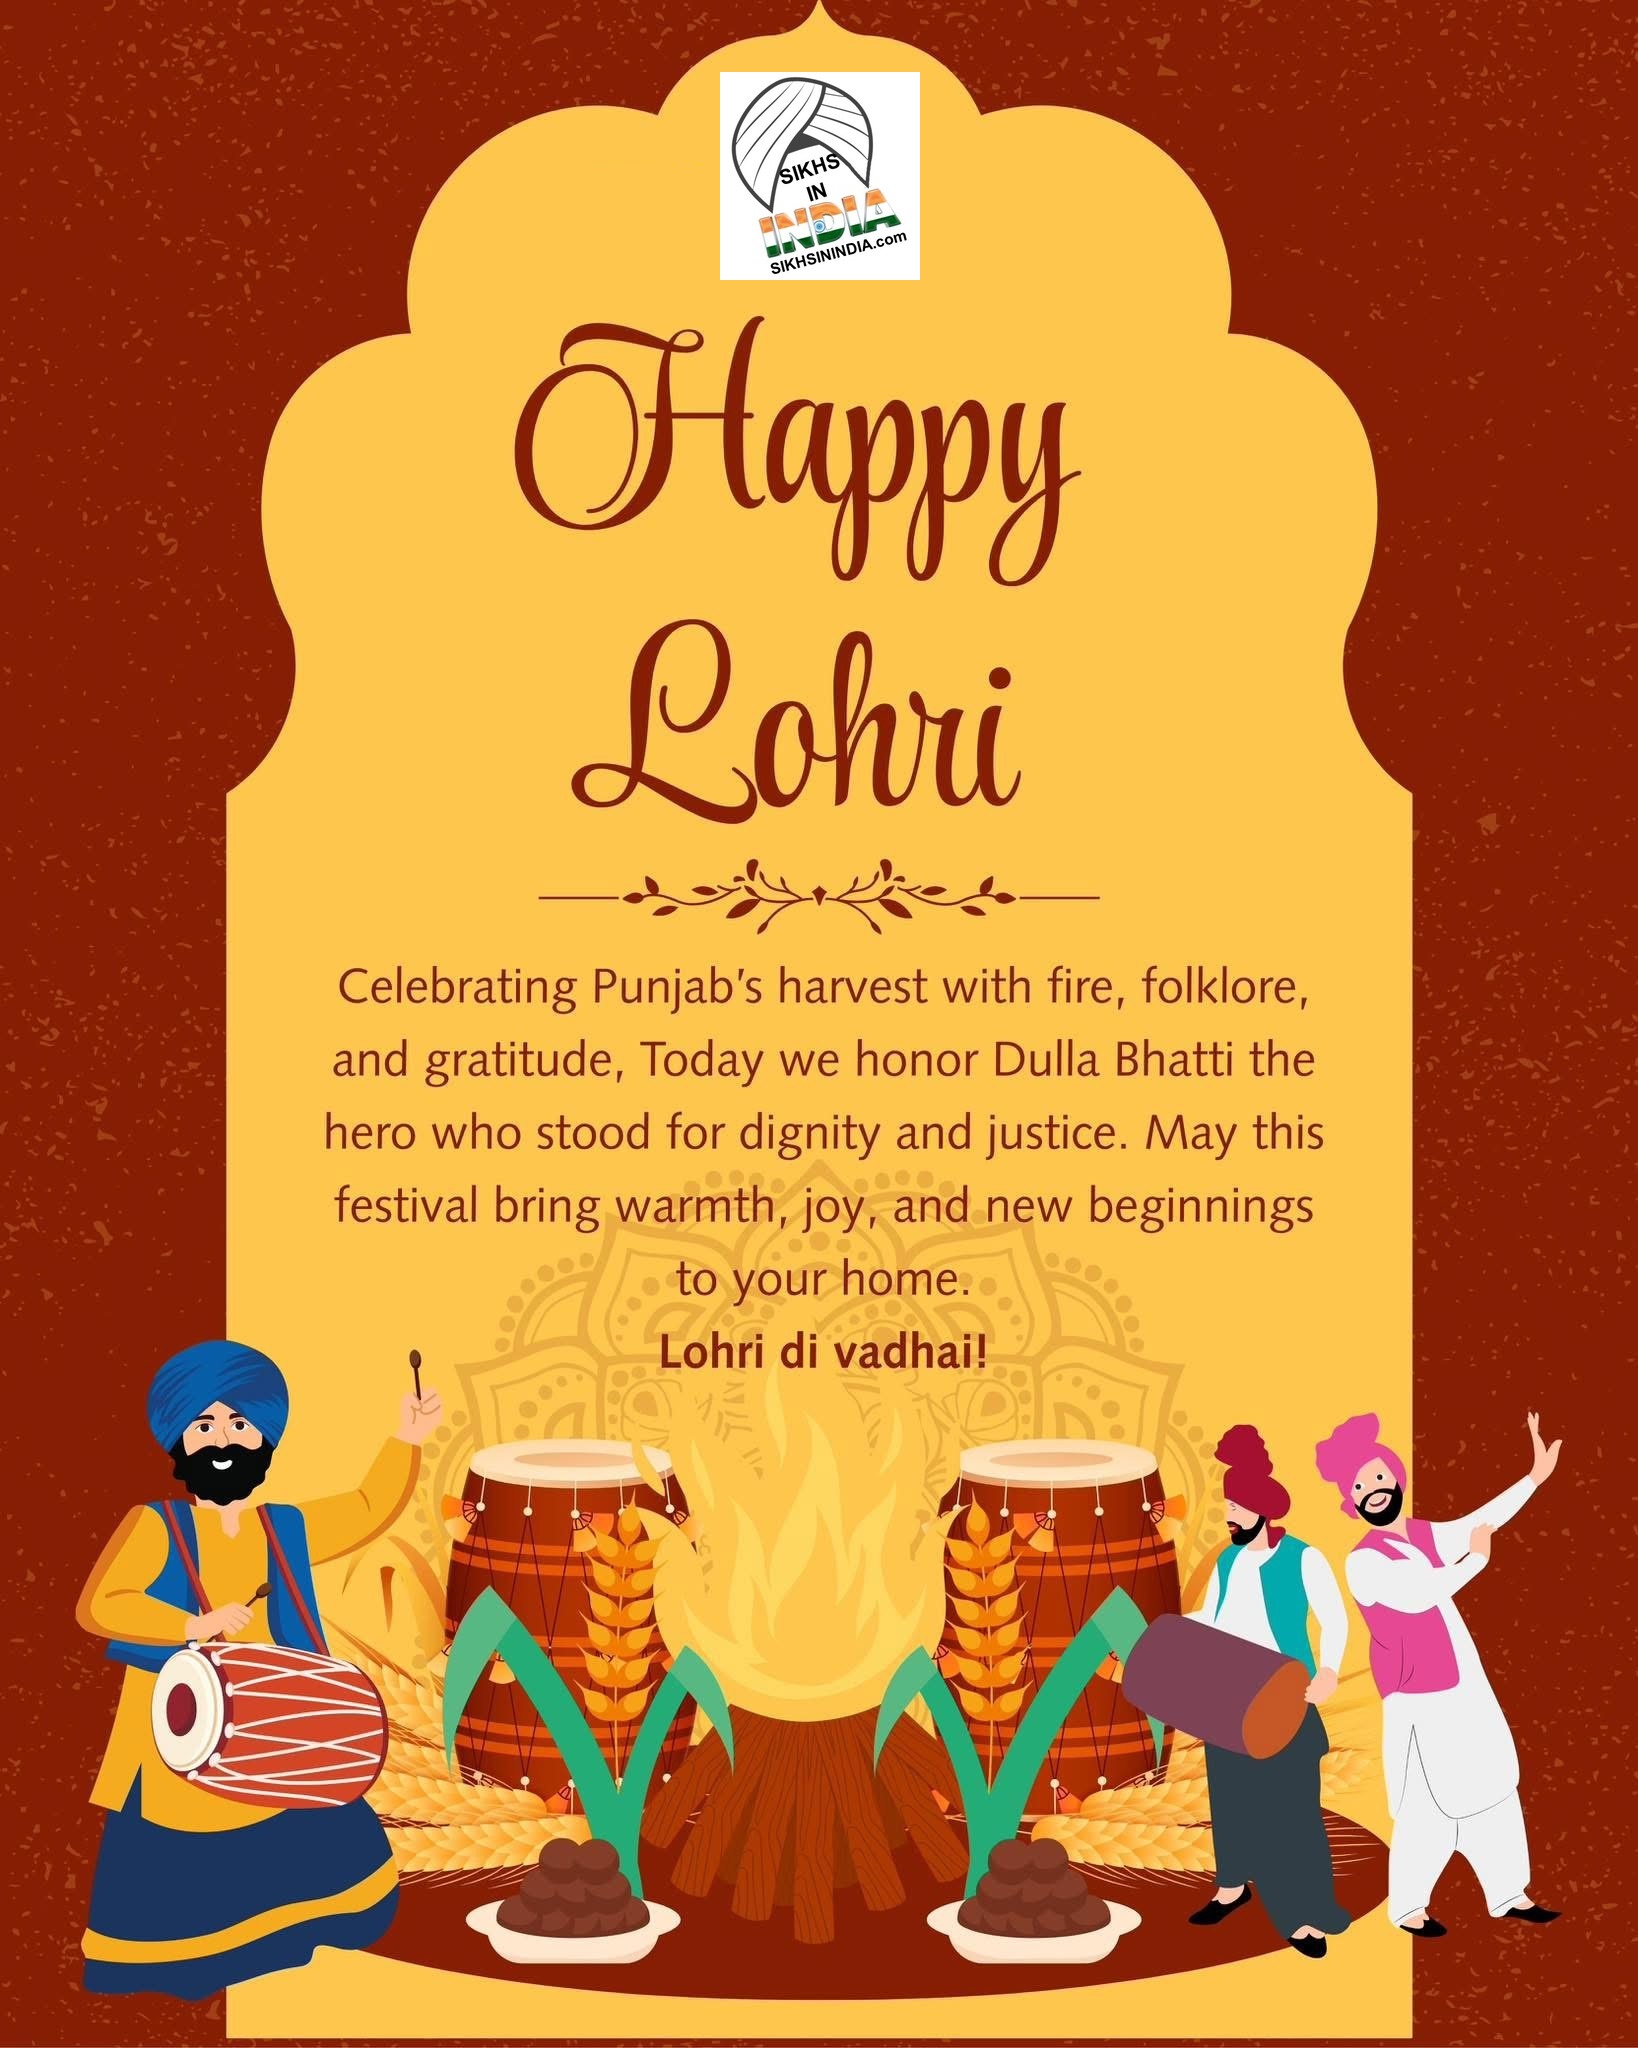 SIKHS
IN
INDIA
SIKHSININDIA.com
Happy
Lohri
Celebrating Punjab's harvest with fire, folklore,
and gratitude, Today we honor Dulla Bhatti the
hero who stood for dignity and justice. May this
festival bring warmth, joy, and new beginnings
to your home.
Lohri di vadhai!